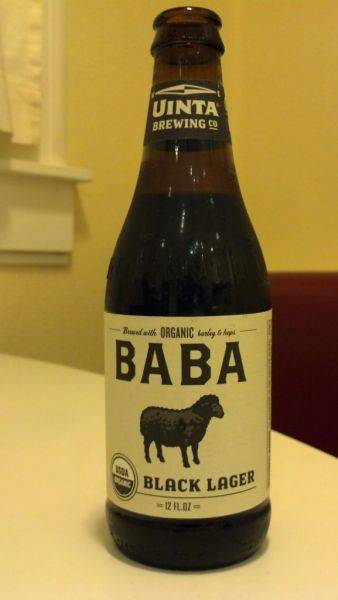 UINTA
BREWING CO
Brewed with ORGANIC barley & hops
BABA
USDA
ORGANIC
BLACK LAGER
12 FL.OZ